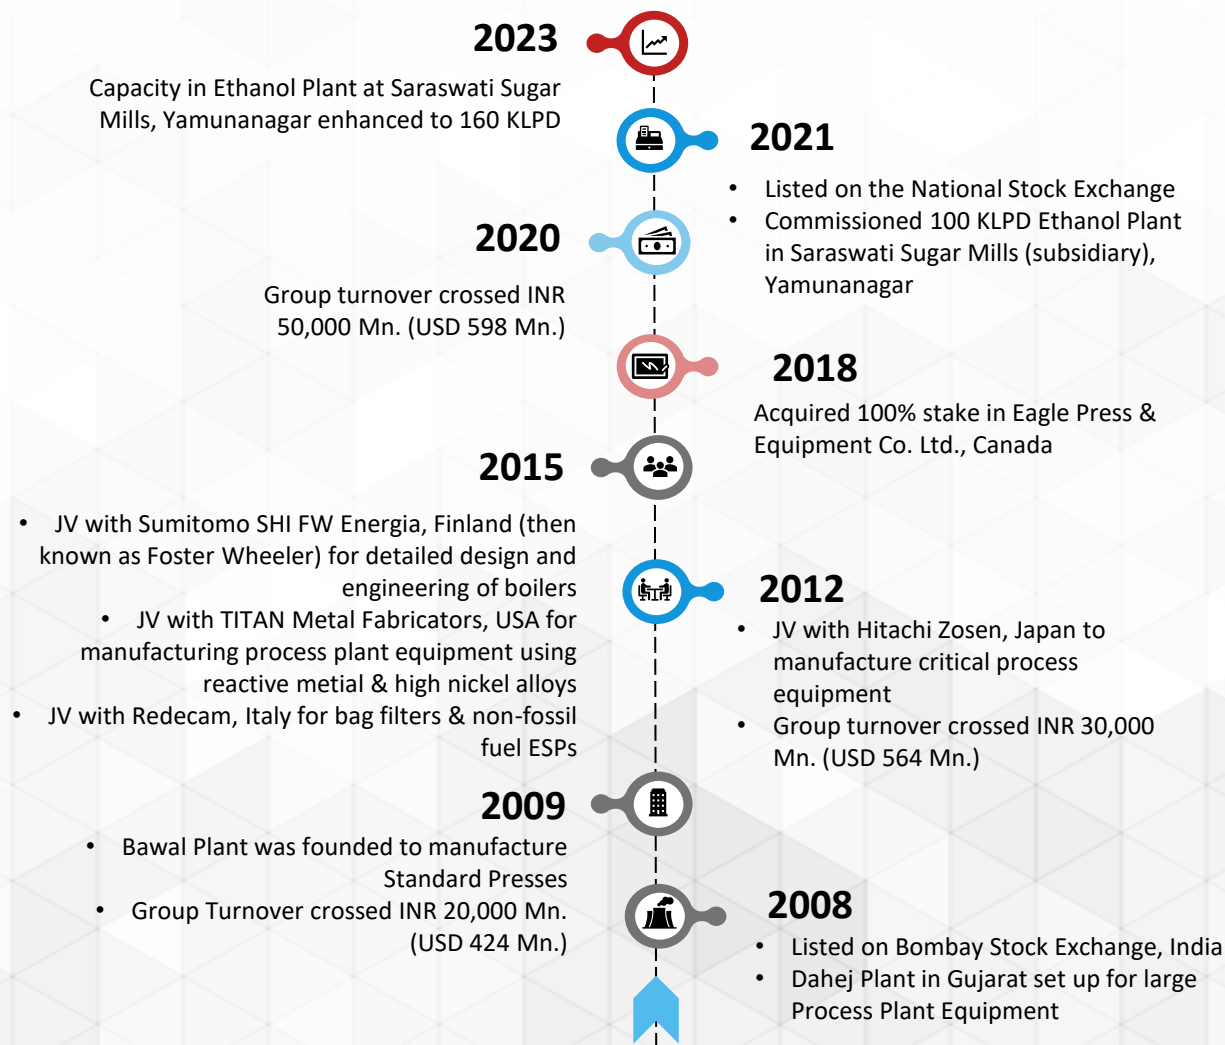 2023
Capacity in Ethanol Plant at Saraswati Sugar
Mills, Yamunanagar enhanced to 160 KLPD
2021
• Listed on the National Stock Exchange
• Commissioned 100 KLPD Ethanol Plant
in Saraswati Sugar Mills (subsidiary),
Yamunanagar
2020
Group turnover crossed INR
50,000 Mn. (USD 598 Mn.)
2018
Acquired 100% stake in Eagle Press &
Equipment Co. Ltd., Canada
2015
• JV with Sumitomo SHI FW Energia, Finland (then
known as Foster Wheeler) for detailed design and
engineering of boilers
• JV with TITAN Metal Fabricators, USA for
manufacturing process plant equipment using
reactive metial & high nickel alloys
• JV with Redecam, Italy for bag filters & non-fossil
fuel ESPs
2012
• JV with Hitachi Zosen, Japan to
manufacture critical process
equipment
• Group turnover crossed INR 30,000
Mn. (USD 564 Mn.)
2009
• Bawal Plant was founded to manufacture
Standard Presses
• Group Turnover crossed INR 20,000 Mn.
(USD 424 Mn.)
2008
• Listed on Bombay Stock Exchange, India
• Dahej Plant in Gujarat set up for large
Process Plant Equipment